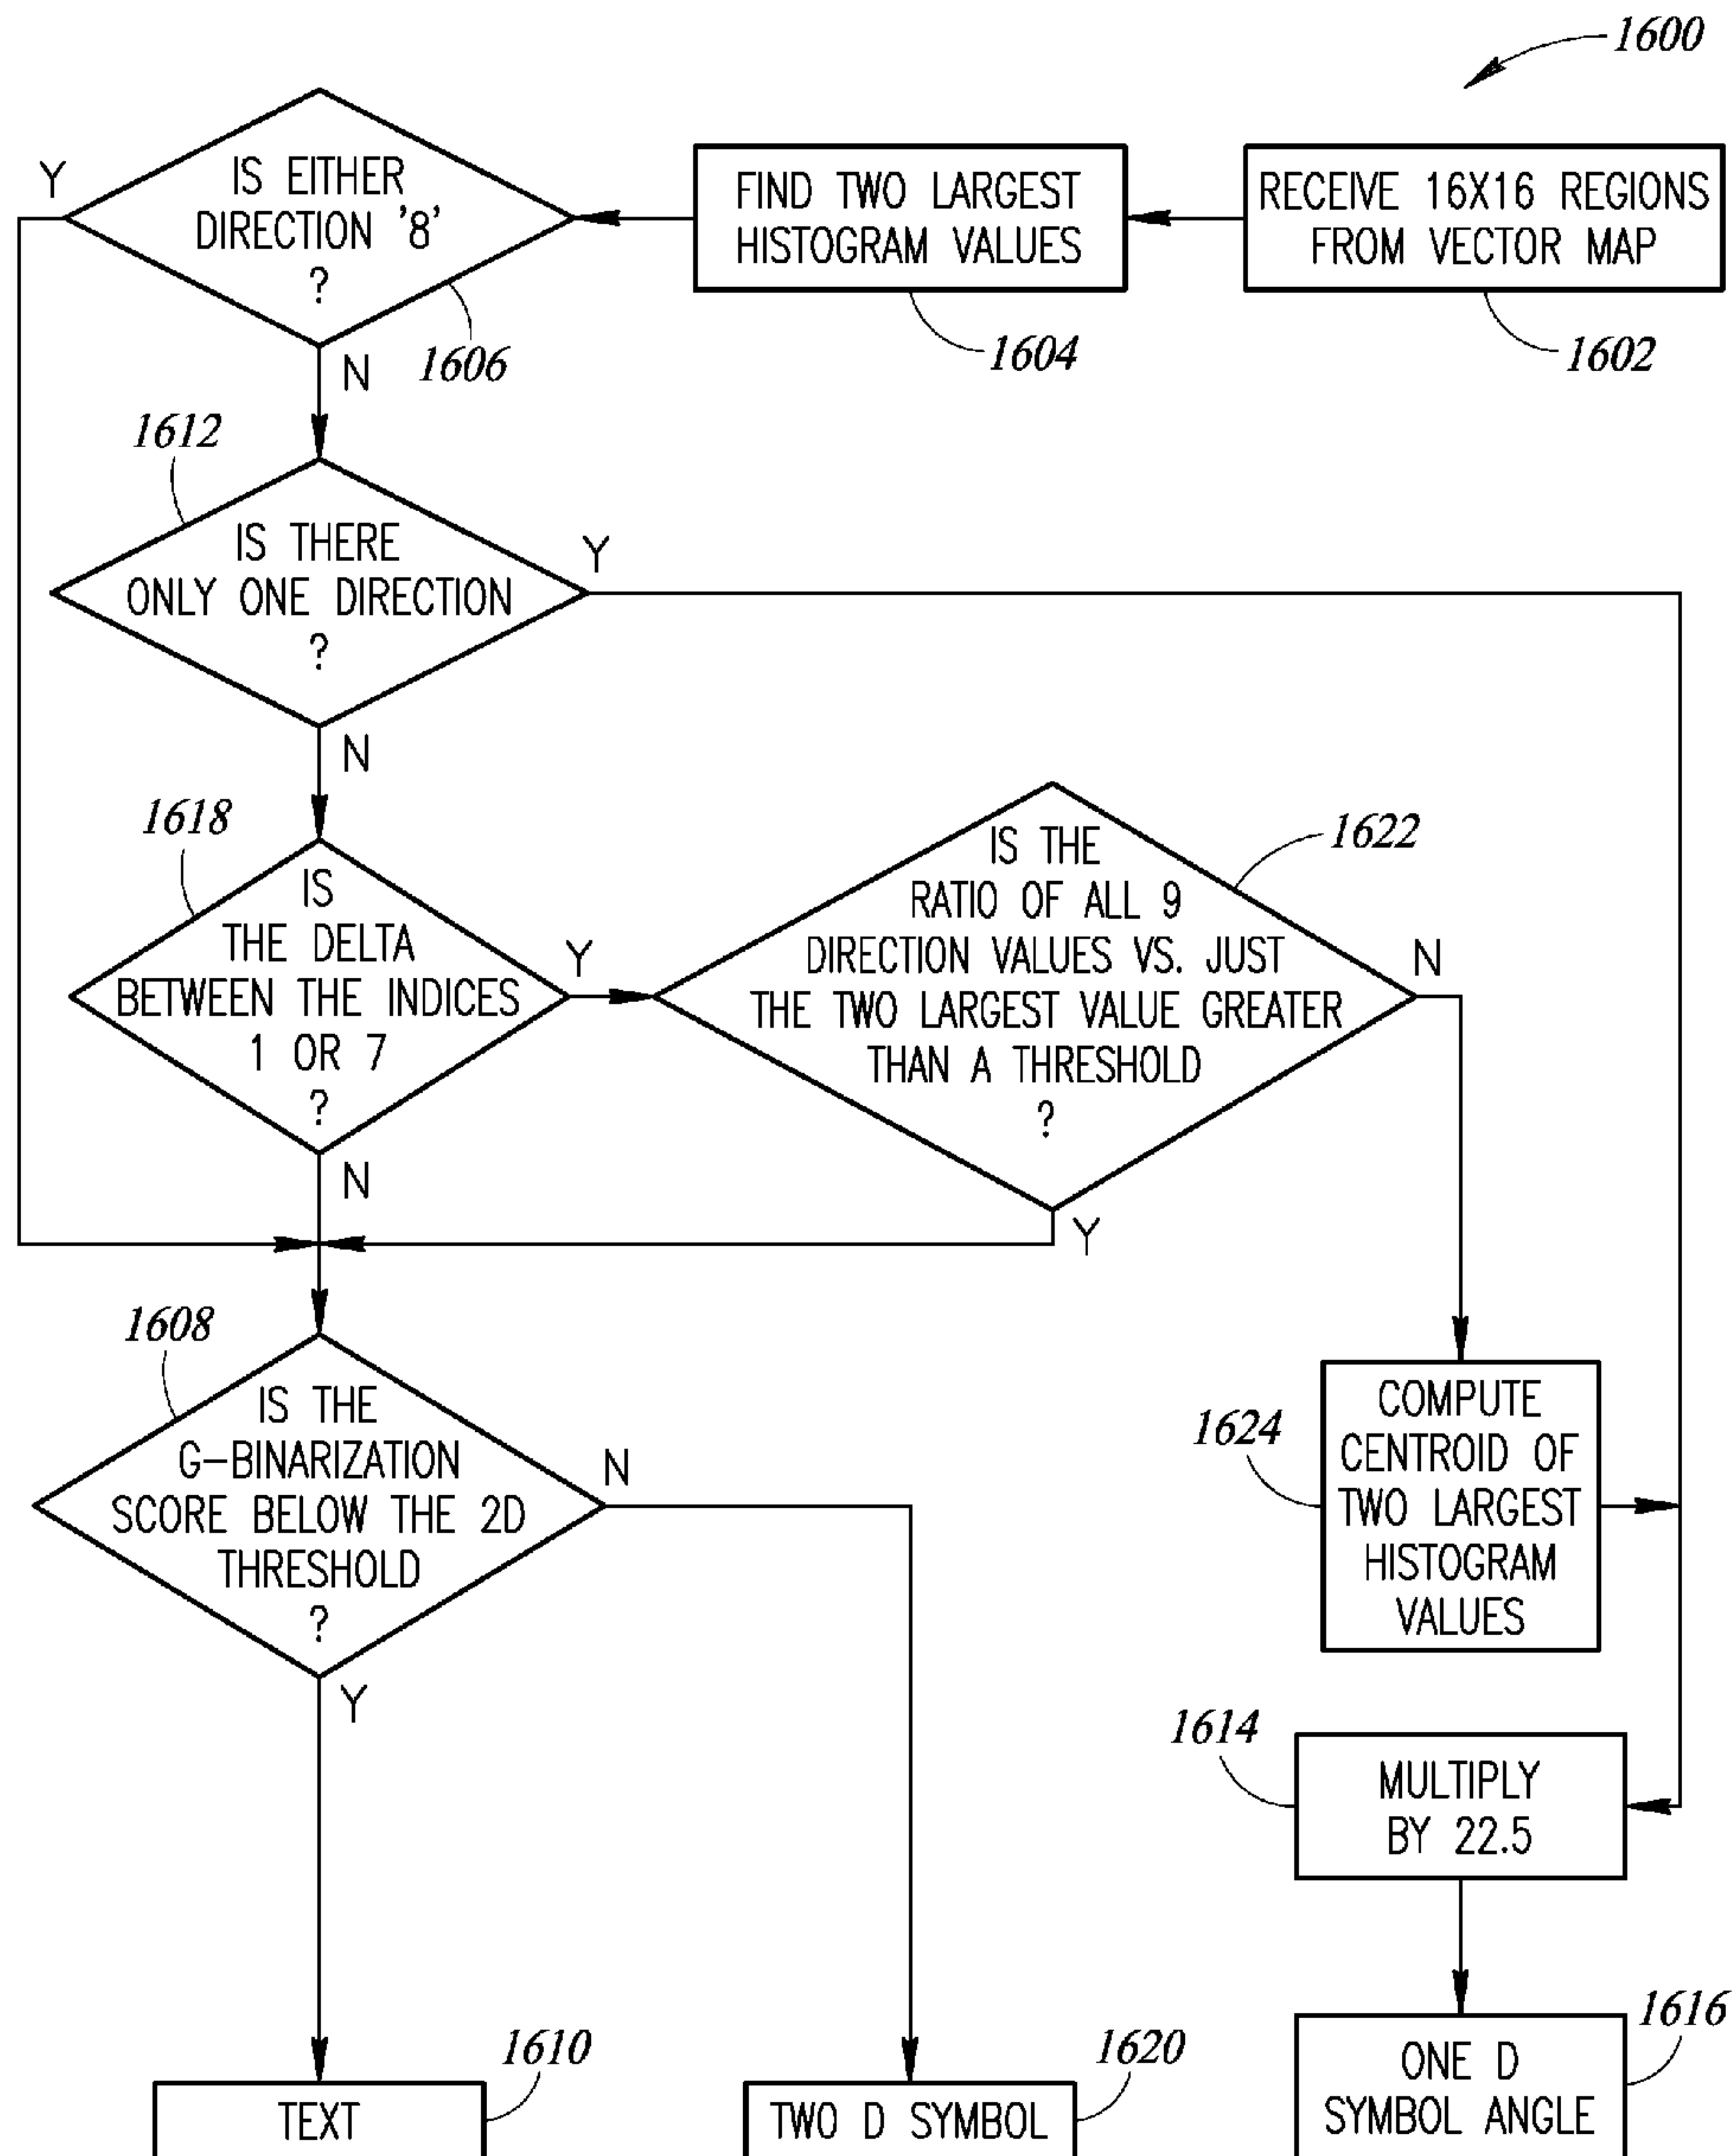 1600
RECEIVE 16X16 REGIONS
FROM VECTOR MAP
1602
FIND TWO LARGEST
HISTOGRAM VALUES
1604
IS EITHER
DIRECTION '8'
?
1606
Y
N
1612
IS THERE
ONLY ONE DIRECTION
?
Y
N
1618
IS
THE DELTA
BETWEEN THE INDICES
1 OR 7
?
Y
N
1622
IS THE
RATIO OF ALL 9
DIRECTION VALUES VS. JUST
THE TWO LARGEST VALUE GREATER
THAN A THRESHOLD
?
N
Y
1608
IS THE
G-BINARIZATION
SCORE BELOW THE 2D
THRESHOLD
?
N
Y
1624
COMPUTE
CENTROID OF
TWO LARGEST
HISTOGRAM
VALUES
1614
MULTIPLY
BY 22.5
1610
TEXT
1620
TWO D SYMBOL
1616
ONE D
SYMBOL ANGLE